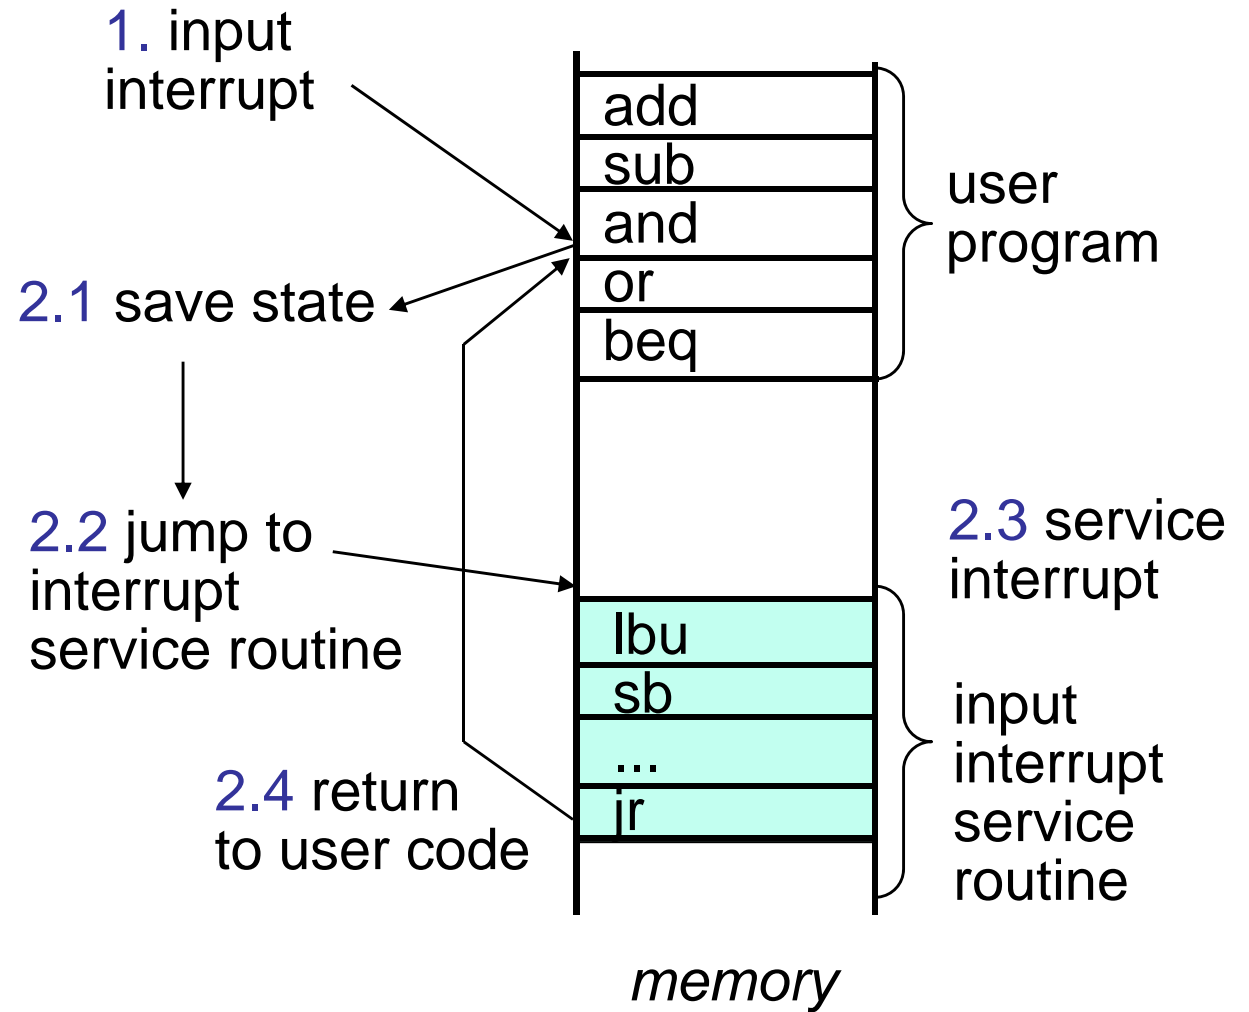 1. input
interrupt
add
sub
and
or
beq
user
program
2.1 save state
2.2 jump to
interrupt
service routine
2.3 service
interrupt
lbu
sb
...
jr
input
interrupt
service
routine
2.4 return
to user code
memory